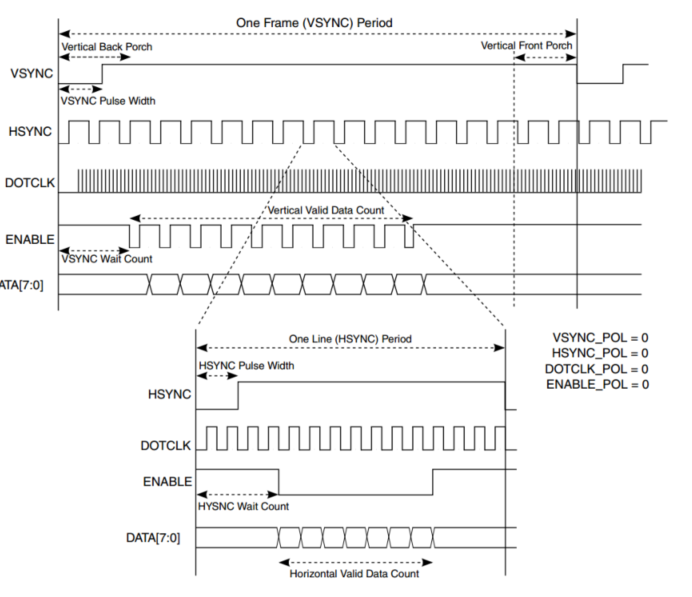 One Frame (VSYNC) Period
Vertical Back Porch
Vertical Front Porch
VSYNC
VSYNC Pulse Width
HSYNC
DOTCLK
Vertical Valid Data Count
ENABLE
VSYNC Wait Count
ATA[7:0]
One Line (HSYNC) Period
HSYNC Pulse Width
HSYNC
DOTCLK
ENABLE
HYSNC Wait Count
DATA[7:0]
Horizontal Valid Data Count
VSYNC_POL = 0
HSYNC_POL = 0
DOTCLK_POL = 0
ENABLE_POL = 0